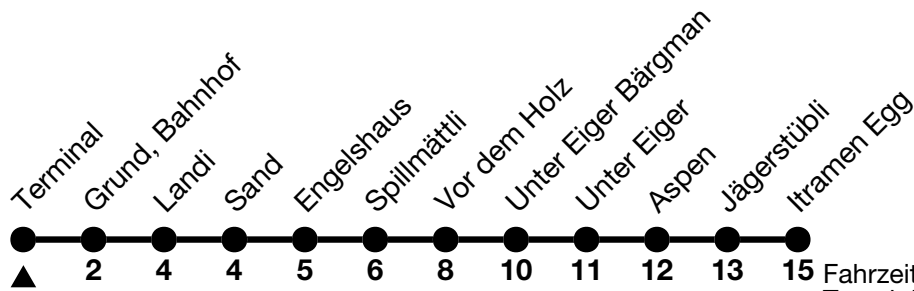 Terminal
Grund, Bahnhof
Landi
Sand
Engelshaus
Spillmättli
Vor dem Holz
Unter Eiger Bärgman
Unter Eiger
Aspen
Jägerstübli
Itramen Egg
2 4 4 5 6 8 10 11 12 13 15 Fahrzeit